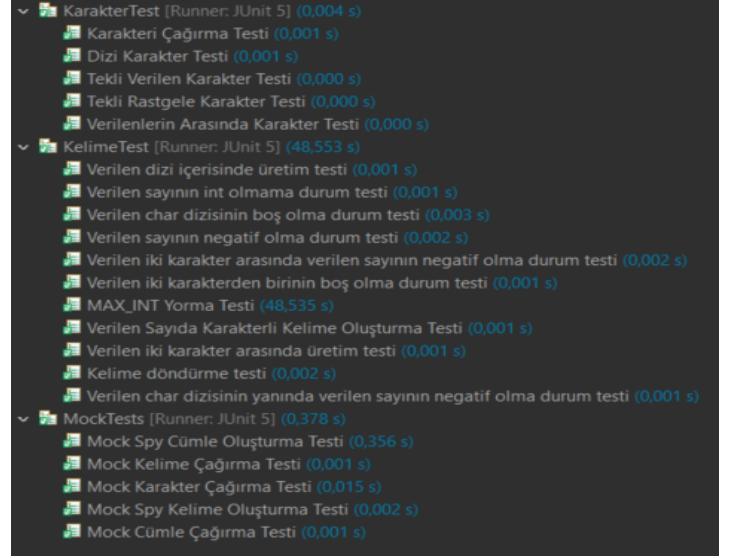 KarakterTest [Runner: JUnit 5] (0,004 s)
Karakteri Çağırma Testi (0,001 s)
Dizi Karakter Testi (0,001 s)
Tekli Verilen Karakter Testi (0,000 s)
Tekli Rastgele Karakter Testi (0,000 s)
Verilenlerin Arasında Karakter Testi (0,000 s)
KelimeTest [Runner: JUnit 5] (48,553 s)
Verilen dizi içerisinde üretim testi (0,001 s)
Verilen sayının int olmama durum testi (0,001 s)
Verilen char dizisinin boş olma durum testi (0,003 s)
Verilen sayının negatif olma durum testi (0,002 s)
Verilen iki karakter arasında verilen sayının negatif olma durum testi (0,002 s)
Verilen iki karakterden birinin boş olma durum testi (0,001 s)
MAX_INT Yorma Testi (48,535 s)
Verilen Sayıda Karakterli Kelime Oluşturma Testi (0,001 s)
Verilen iki karakter arasında üretim testi (0,001 s)
Kelime döndürme testi (0,002 s)
Verilen char dizisinin yanında verilen sayının negatif olma durum testi (0,001 s)
MockTests [Runner: JUnit 5] (0,378 s)
Mock Spy Cümle Oluşturma Testi (0,356 s)
Mock Kelime Çağırma Testi (0,001 s)
Mock Karakter Çağırma Testi (0,015 s)
Mock Spy Kelime Oluşturma Testi (0,002 s)
Mock Cümle Çağırma Testi (0,001 s)